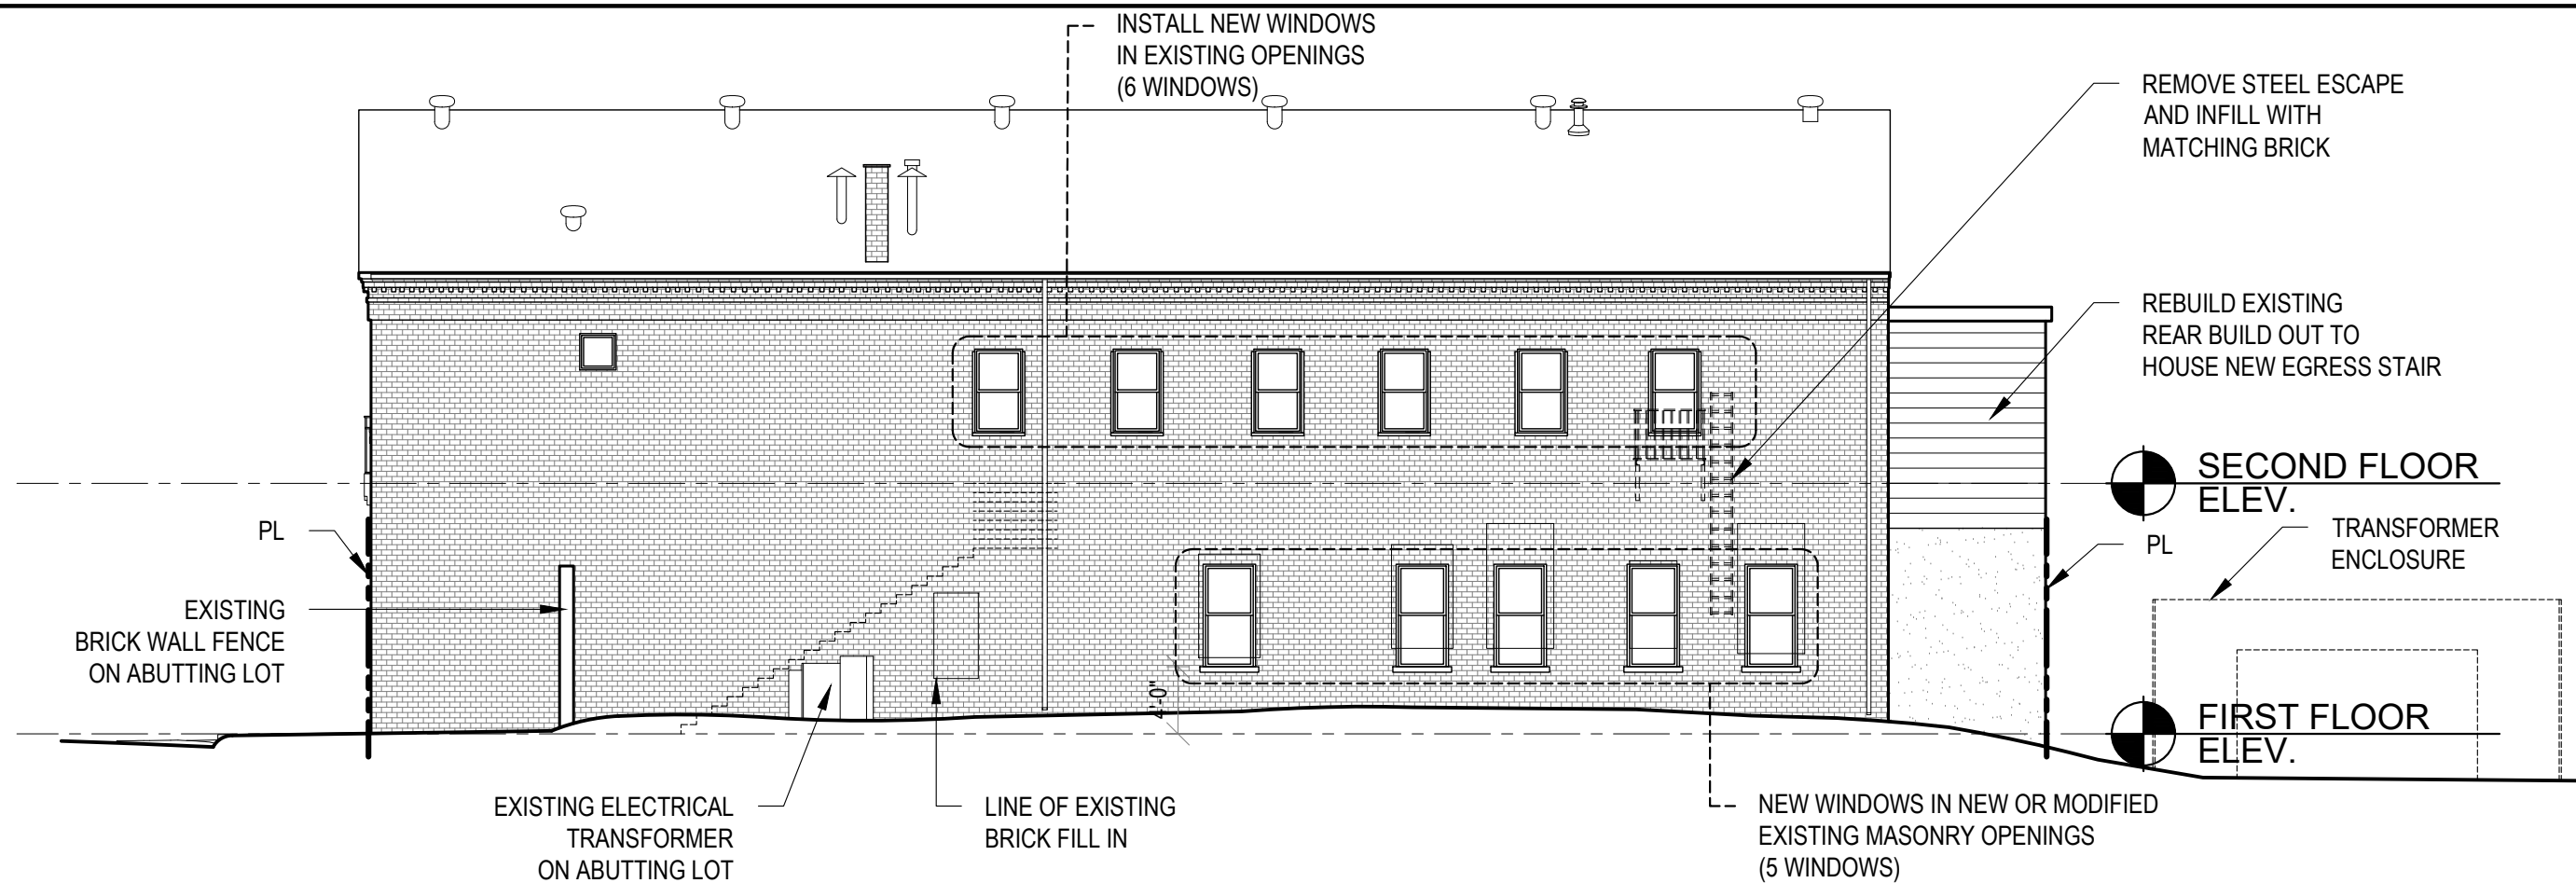 INSTALL NEW WINDOWS
IN EXISTING OPENINGS
(6 WINDOWS)
REMOVE STEEL ESCAPE
AND INFILL WITH
MATCHING BRICK
REBUILD EXISTING
REAR BUILD OUT TO
HOUSE NEW EGRESS STAIR
SECOND FLOOR
ELEV.
TRANSFORMER
ENCLOSURE
PL
PL
EXISTING
BRICK WALL FENCE
ON ABUTTING LOT
4'-0"
FIRST FLOOR
ELEV.
EXISTING ELECTRICAL
TRANSFORMER
ON ABUTTING LOT
LINE OF EXISTING
BRICK FILL IN
NEW WINDOWS IN NEW OR MODIFIED
EXISTING MASONRY OPENINGS
(5 WINDOWS)